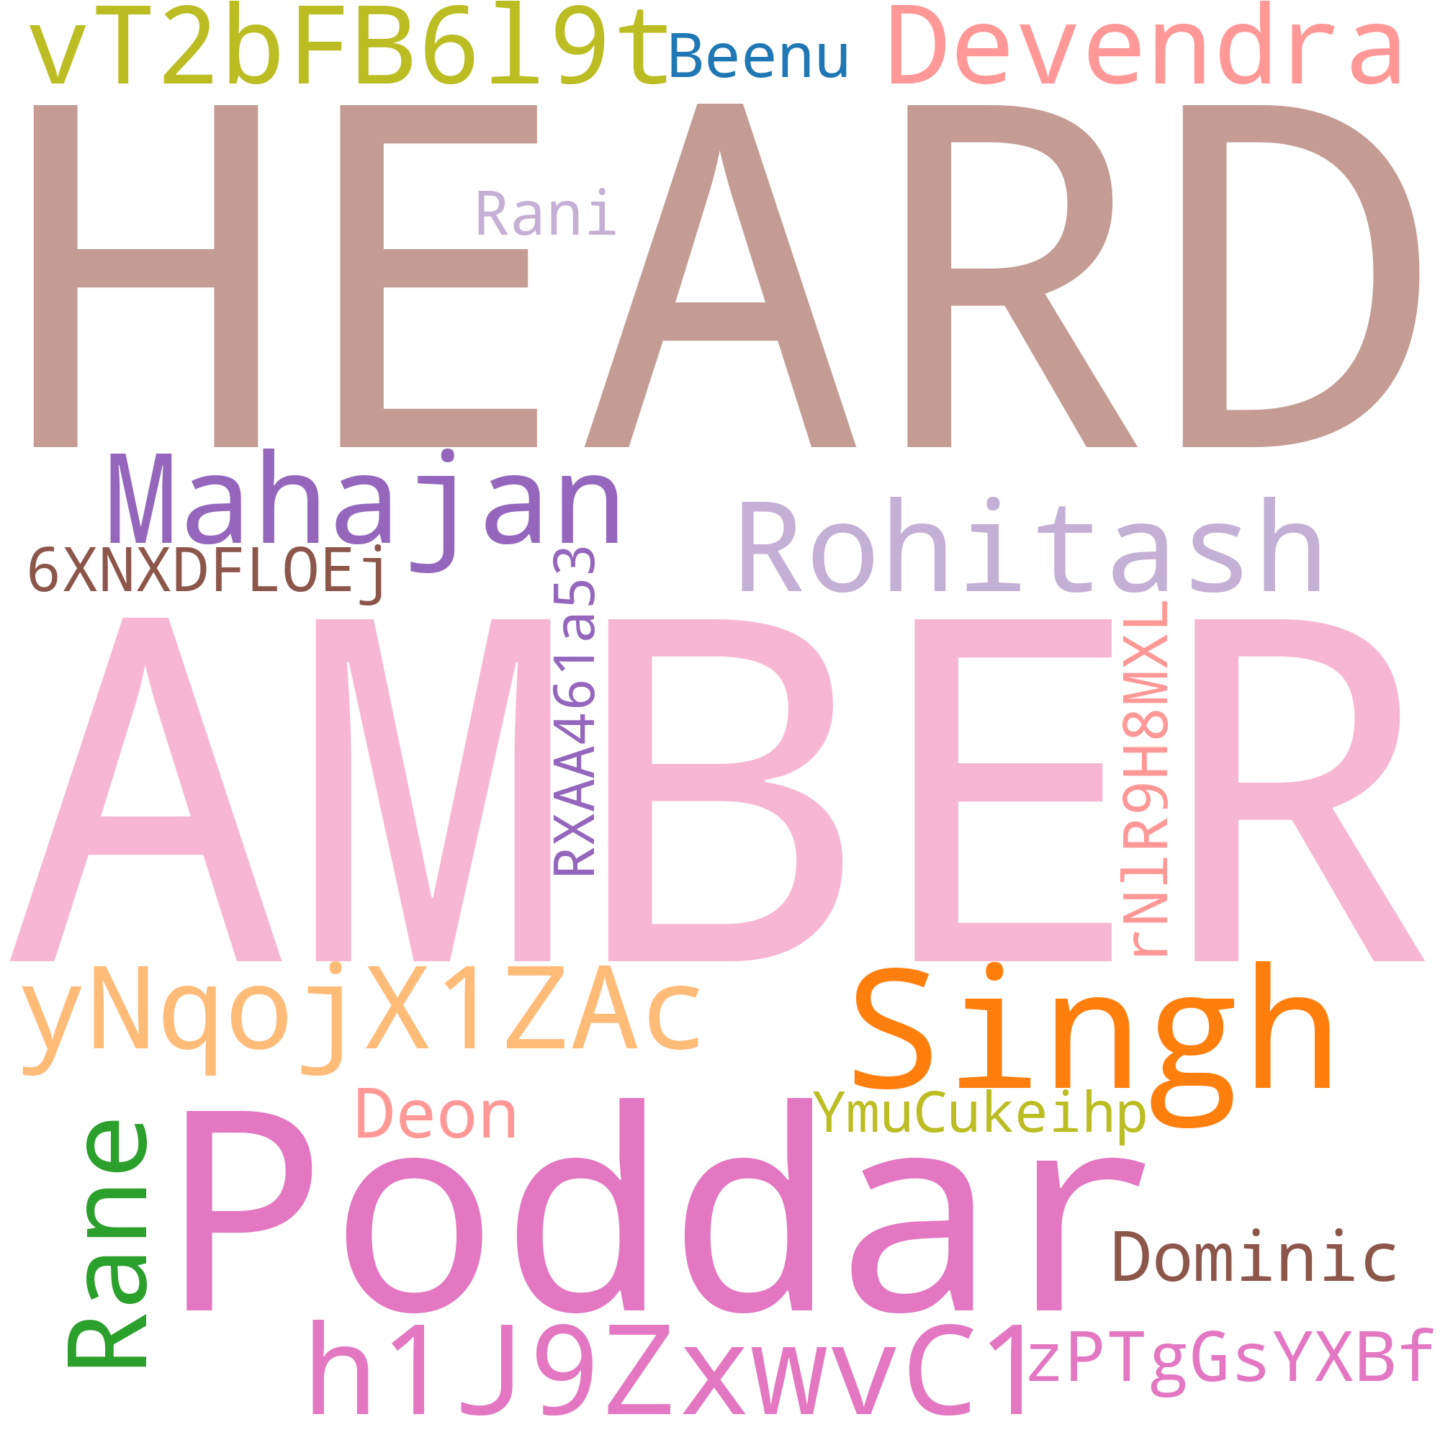 vT2bFB6l9t Beenu Devendra
HEARD
Rani
Mahajan
Rohitash
6XNXDFLOEj
RXAA461a53
AMBER
rNlR9H8MXL
yNqojX1ZAc
Singh
Deon
YmuCukeihp
Rane
Poddar
Dominic
h1J9ZxwvC1
zPTgGsYXBf